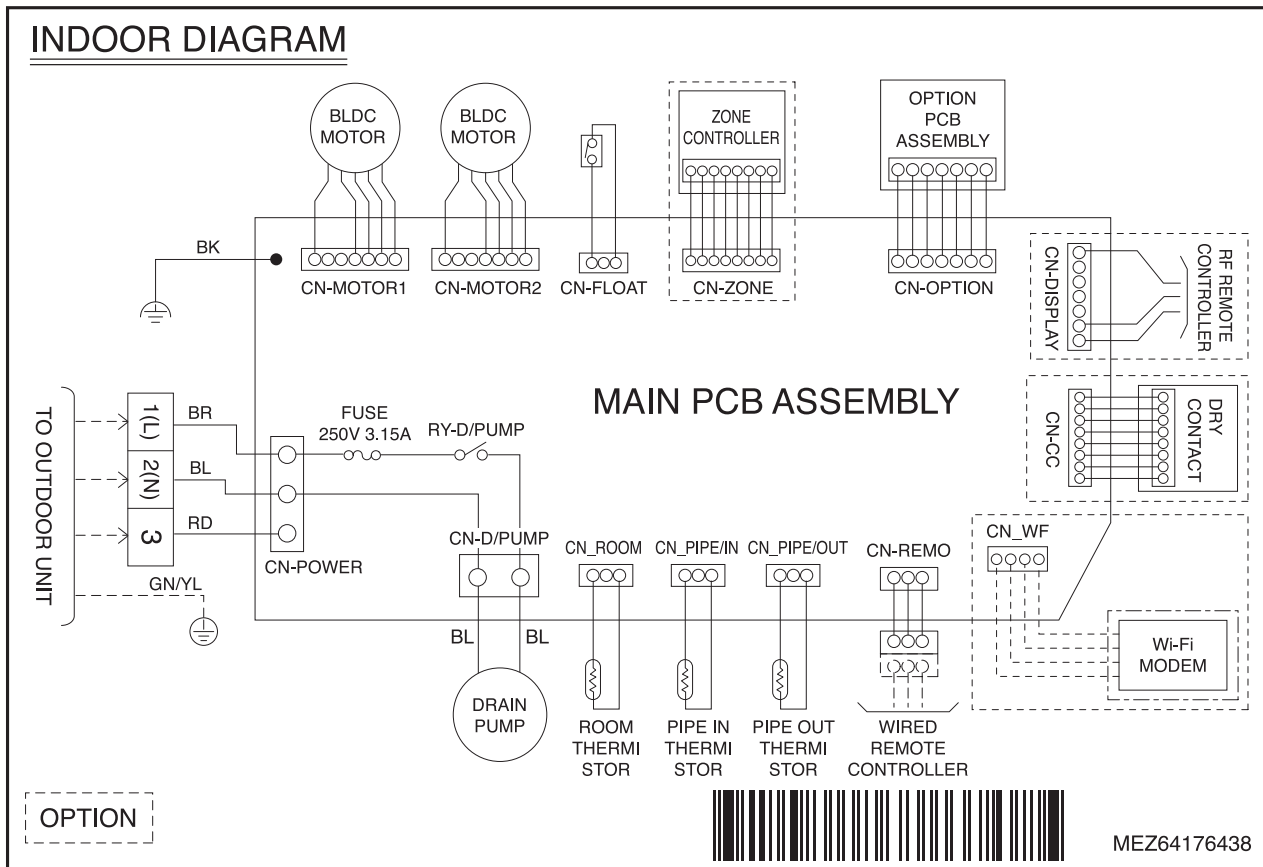 INDOOR DIAGRAM
BLDC
MOTOR
BLDC
MOTOR
ZONE
CONTROLLER
OPTION
PCB
ASSEMBLY
BK
CN-MOTOR1
CN-MOTOR2
CN-FLOAT
CN-ZONE
CN-OPTION
CN-DISPLAY
RF REMOTE
CONTROLLER
MAIN PCB ASSEMBLY
CN-CC
DRY
CONTACT
TO OUTDOOR UNIT
1(L)
2(N)
3
BR
BL
RD
GN/YL
FUSE
250V 3.15A
RY-D/PUMP
CN-POWER
CN-D/PUMP
CN_ROOM
CN_PIPE/IN
CN_PIPE/OUT
CN-REMO
CN_WF
BL
BL
DRAIN
PUMP
ROOM
THERMI
STOR
PIPE IN
THERMI
STOR
PIPE OUT
THERMI
STOR
WIRED
REMOTE
CONTROLLER
Wi-Fi
MODEM
OPTION
MEZ64176438